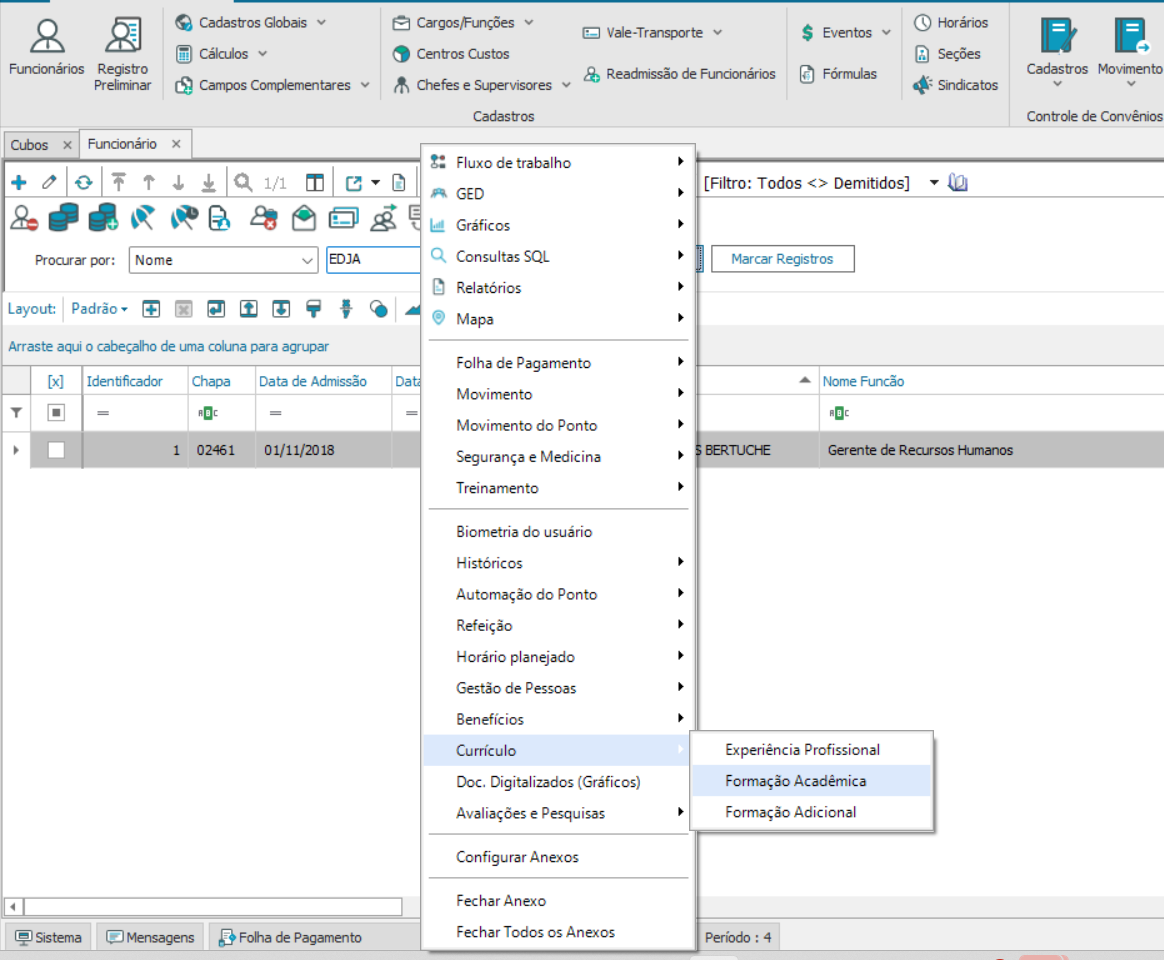 Funcionários
Registro
Preliminar
Cadastros Globais
Cálculos
Campos Complementares
Cargos/Funções
Centros Custos
Chefes e Supervisores
Vale-Transporte
Readmissão de Funcionários
Eventos
Fórmulas
Horários
Seções
Sindicatos
Cadastros
Movimento
Cadastros
Controle de Convênios
Cubos
Funcionário
1/1
[Filtro: Todos <> Demitidos]
Procurar por:
Nome
EDJA
Marcar Registros
Layout:
Padrão
Arraste aqui o cabeçalho de uma coluna para agrupar
[x]
Identificador
Chapa
Data de Admissão
Data
Nome Funcão
=
ABC
=
=
ABC
1
02461
01/11/2018
S BERTUCHE
Gerente de Recursos Humanos
Fluxo de trabalho
GED
Gráficos
Consultas SQL
Relatórios
Mapa
Folha de Pagamento
Movimento
Movimento do Ponto
Segurança e Medicina
Treinamento
Biometria do usuário
Históricos
Automação do Ponto
Refeição
Horário planejado
Gestão de Pessoas
Benefícios
Currículo
Doc. Digitalizados (Gráficos)
Avaliações e Pesquisas
Configurar Anexos
Fechar Anexo
Fechar Todos os Anexos
Experiência Profissional
Formação Acadêmica
Formação Adicional
Sistema
Mensagens
Folha de Pagamento
Período : 4